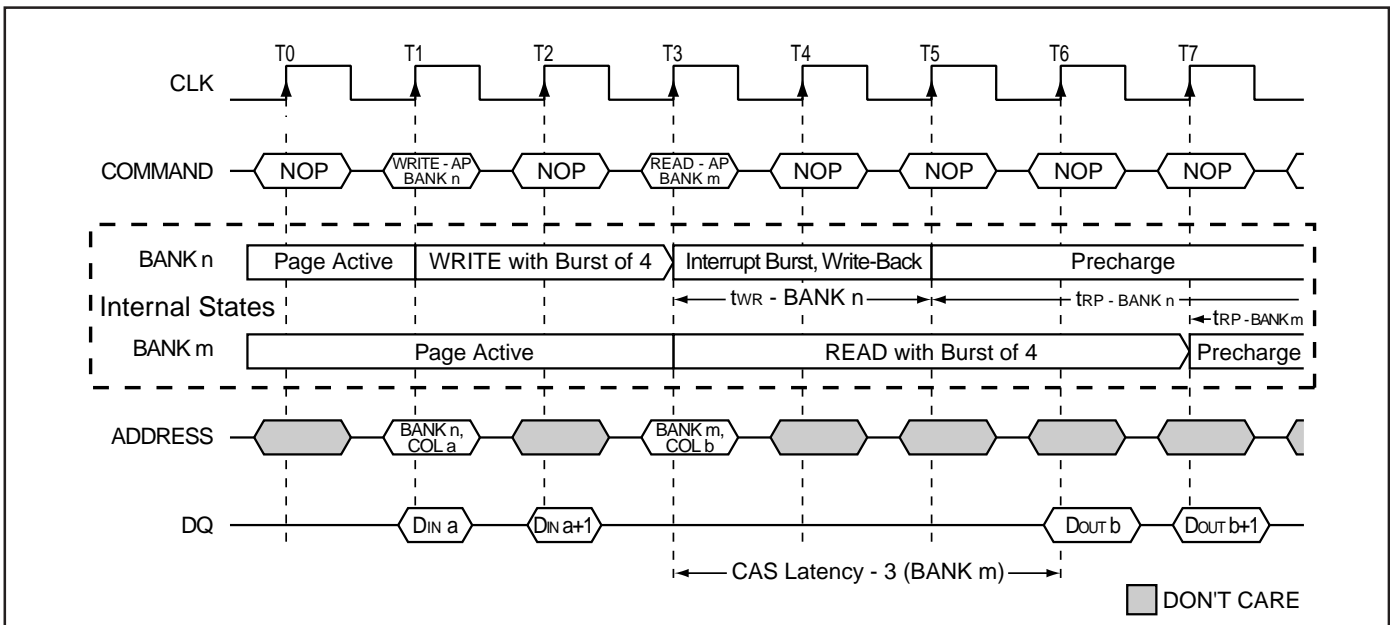 T0 T1 T2 T3 T4 T5 T6 T7
CLK
COMMAND NOP WRITE - AP BANK n NOP READ - AP BANK m NOP NOP NOP NOP
BANK n Page Active WRITE with Burst of 4 Interrupt Burst, Write-Back Precharge
Internal States tWR - BANK n tRP - BANK n
tRP - BANK m
BANK m Page Active READ with Burst of 4 Precharge
ADDRESS BANK n, COL a BANK m, COL b
DQ DIN a DIN a+1 DOUT b DOUT b+1
CAS Latency - 3 (BANK m)
DON'T CARE